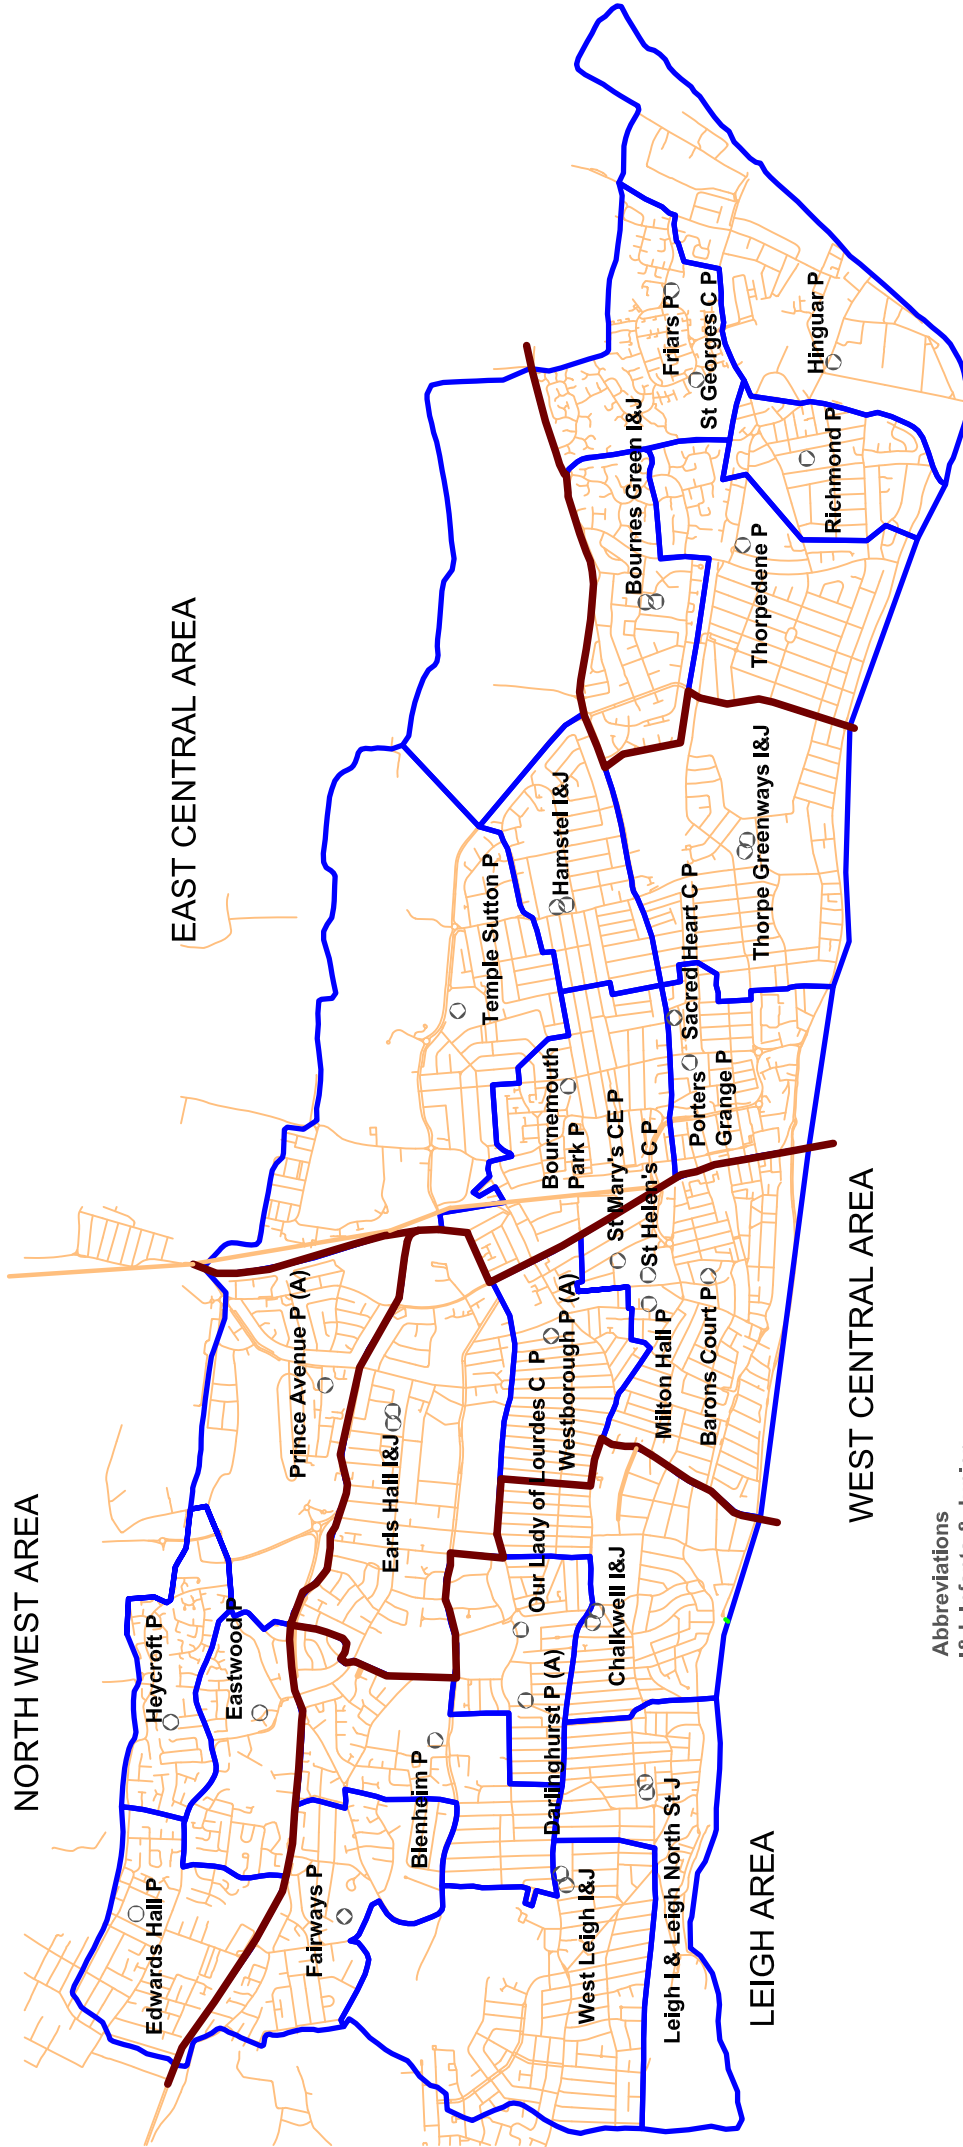 NORTH WEST AREA
EAST CENTRAL AREA
WEST CENTRAL AREA
LEIGH AREA
Edwards Hall P
Heycroft P
Eastwood P
Prince Avenue P (A)
Fairways P
Blenheim P
Earls Hall I&J
Our Lady of Lourdes C P
Westborough P (A)
Darlinghurst P (A)
West Leigh I&J
Leigh I & Leigh North St J
Chalkwell I&J
Milton Hall P
Barons Court P
St Mary's CE P
St Helen's C P
Bournemouth
Park P
Temple Sutton P
Hamstel I&J
Porters
Grange P
Sacred Heart C P
Thorpe Greenways I&J
Bournes Green I&J
Thorpedene P
Friars P
St Georges C P
Richmond P
Hinguar P
Abbreviations